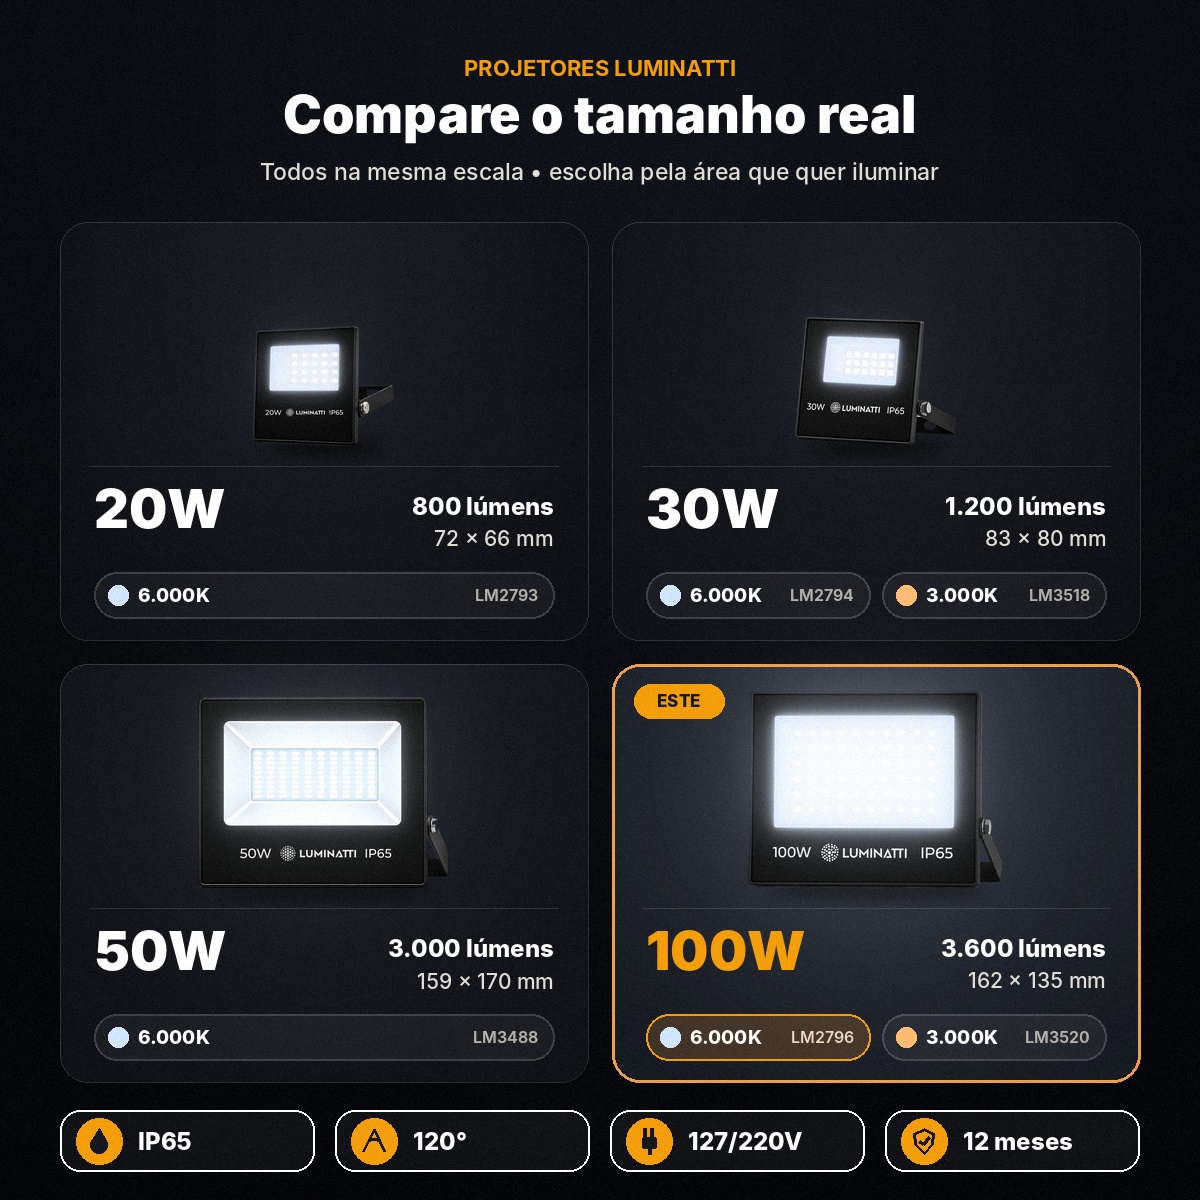 PROJETORES LUMINATTI
Compare o tamanho real
Todos na mesma escala • escolha pela área que quer iluminar
20W LUMINATTI IP65
30W LUMINATTI IP65
20W
800 lúmens
72 × 66 mm
6.000K LM2793
30W
1.200 lúmens
83 × 80 mm
6.000K LM2794
3.000K LM3518
50W LUMINATTI IP65
ESTE
100W LUMINATTI IP65
50W
3.000 lúmens
159 × 170 mm
6.000K LM3488
100W
3.600 lúmens
162 × 135 mm
6.000K LM2796
3.000K LM3520
IP65
120°
127/220V
12 meses